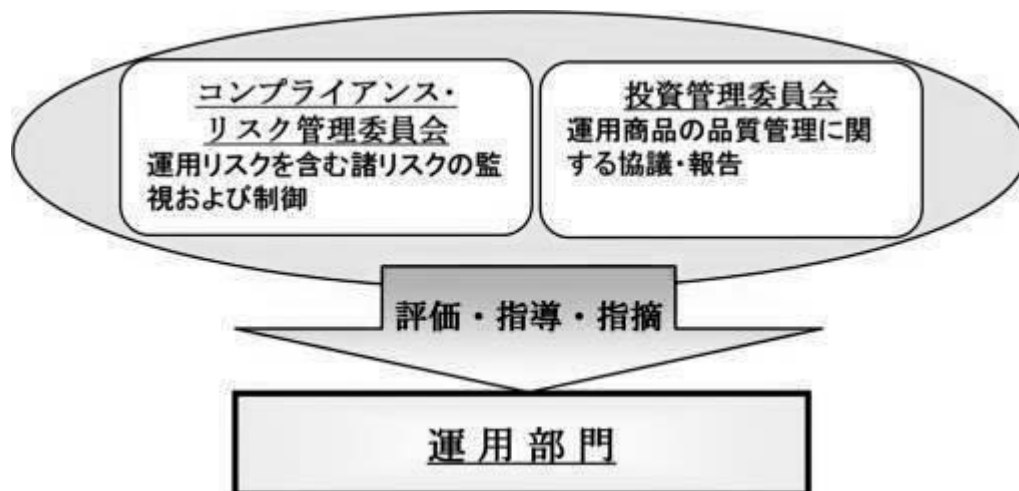 コンプライアンス・
リスク管理委員会
運用リスクを含む諸リスクの監
視および制御
投資管理委員会
運用商品の品質管理に関
する協議・報告
評価・指導・指摘
運用部門